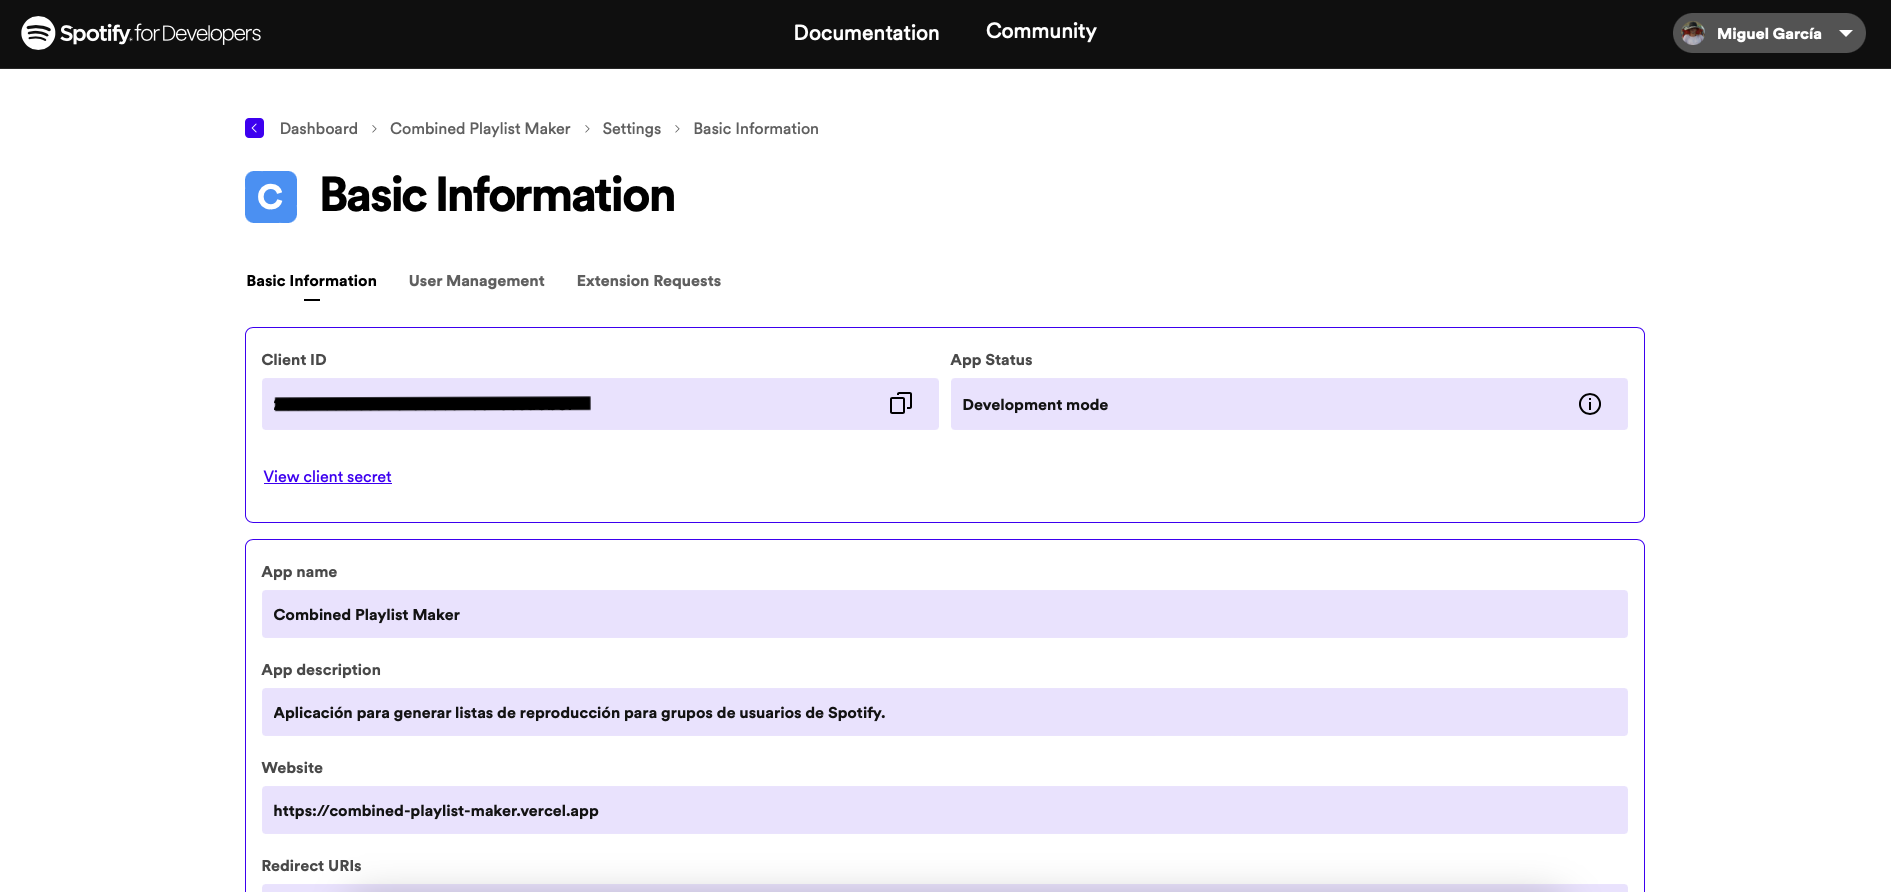 Spotify for Developers
Documentation
Community
Miguel García
Dashboard > Combined Playlist Maker > Settings > Basic Information
C
Basic Information
Basic Information
User Management
Extension Requests
Client ID
App Status
Development mode
View client secret
App name
Combined Playlist Maker
App description
Aplicación para generar listas de reproducción para grupos de usuarios de Spotify.
Website
https://combined-playlist-maker.vercel.app
Redirect URIs